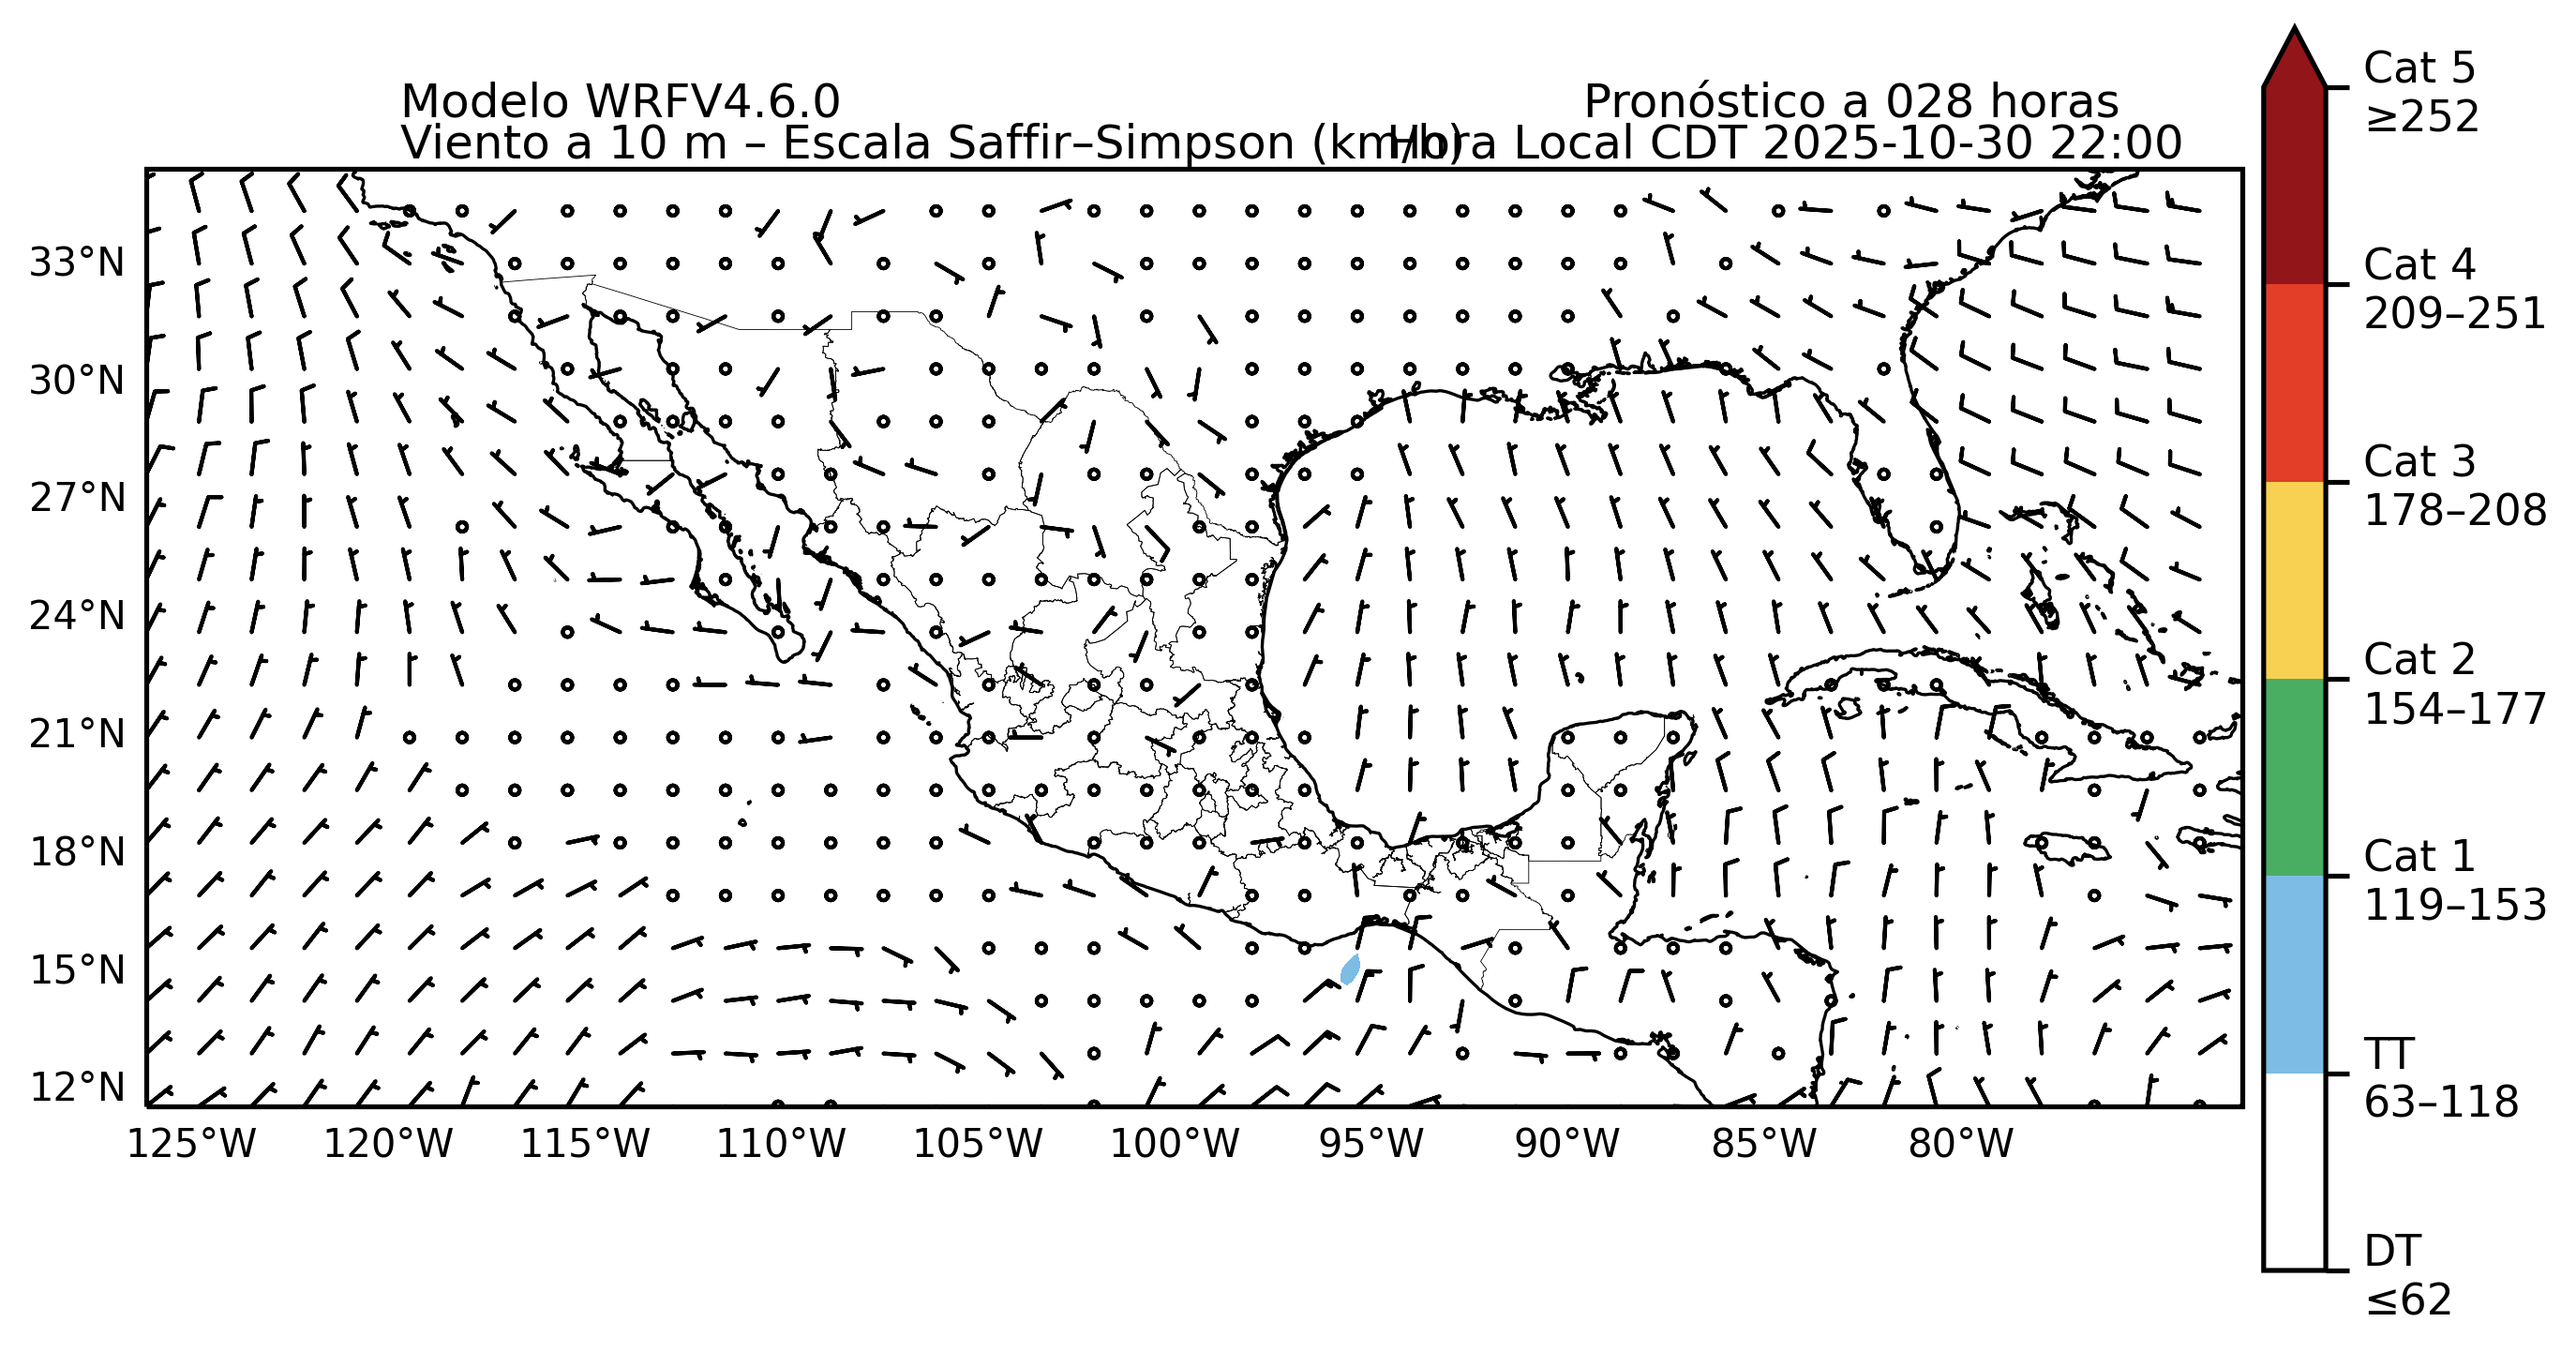 Modelo WRFV4.6.0
Pronóstico a 028 horas
Viento a 10 m – Escala Saffir–Simpson (km/h)
Hora Local CDT 2025-10-30 22:00
33°N
30°N
27°N
24°N
21°N
18°N
15°N
12°N
125°W 120°W 115°W 110°W 105°W 100°W 95°W 90°W 85°W 80°W
Cat 5
≥252
Cat 4
209–251
Cat 3
178–208
Cat 2
154–177
Cat 1
119–153
TT
63–118
DT
≤62